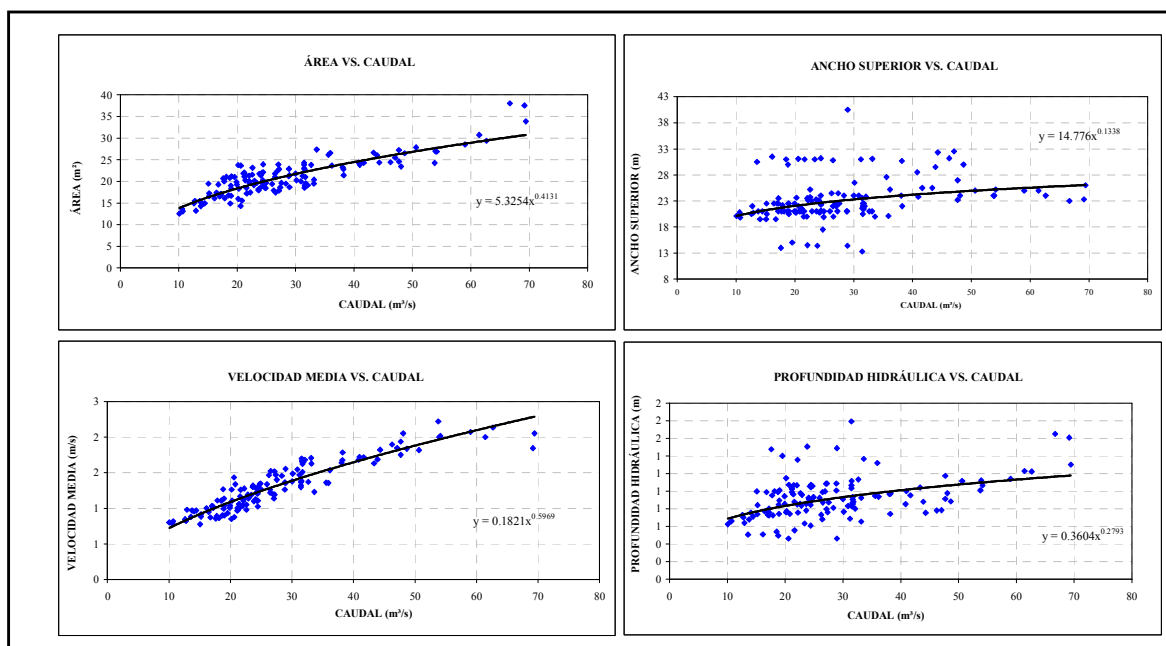 ÁREA VS. CAUDAL
40
35
30
25
20
15
10
5
0
0 10 20 30 40 50 60 70 80
ÁREA (m²)
CAUDAL (m³/s)
y = 5.3254x^0.4131
ANCHO SUPERIOR VS. CAUDAL
43
38
33
28
23
18
13
8
0 10 20 30 40 50 60 70 80
ANCHO SUPERIOR (m)
CAUDAL (m³/s)
y = 14.776x^0.1338
VELOCIDAD MEDIA VS. CAUDAL
3
2
2
1
1
0
0 10 20 30 40 50 60 70 80
VELOCIDAD MEDIA (m/s)
CAUDAL (m³/s)
y = 0.1821x^0.5969
PROFUNDIDAD HIDRÁULICA VS. CAUDAL
2
2
2
1
1
1
1
1
0
0
0
0 10 20 30 40 50 60 70 80
PROFUNDIDAD HIDRÁULICA (m)
CAUDAL (m³/s)
y = 0.3604x^0.2793